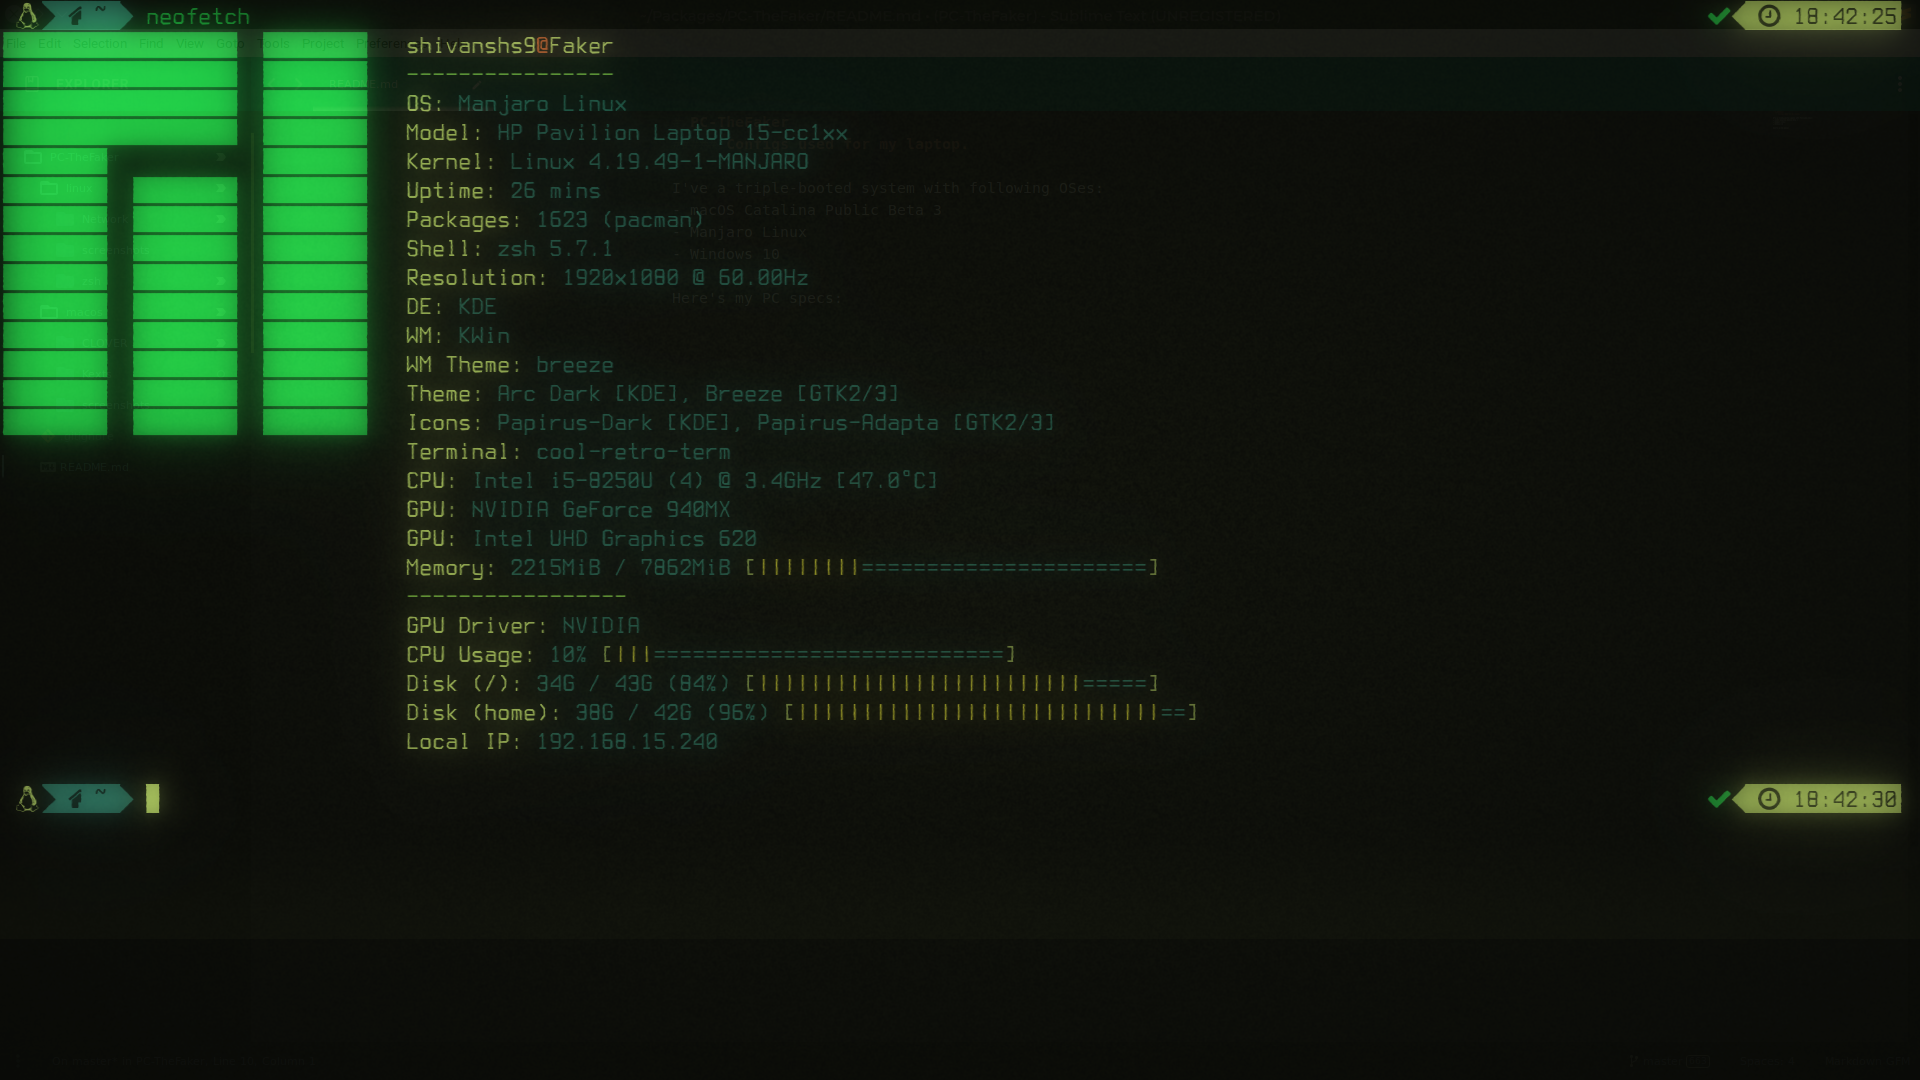 ~ neofetch 18:42:25
File Edit Selection Find View Goto Tools Project Preferen
shivanshs9@Faker
----------------
EXPLORER README.md
OS: Manjaro Linux
Model: HP Pavilion Laptop 15-cc1xx
for my laptop.
Kernel: Linux 4.19.49-1-MANJARO
Uptime: 26 mins
I've a triple-booted system with following OSes:
- macOS Catalina Public Beta 3
Packages: 1623 (pacman)
- Manjaro Linux
Shell: zsh 5.7.1
- Windows 10
Resolution: 1920x1080 @ 60.00Hz
Here's my PC specs:
DE: KDE
WM: KWin
WM Theme: breeze
Theme: Arc Dark [KDE], Breeze [GTK2/3]
Icons: Papirus-Dark [KDE], Papirus-Adapta [GTK2/3]
Terminal: cool-retro-term
README.md
CPU: Intel i5-8250U (4) @ 3.4GHz [47.0°C]
GPU: NVIDIA GeForce 940MX
GPU: Intel UHD Graphics 620
Memory: 2215MiB / 7862MiB [||||||||======================]
-----------------
GPU Driver: NVIDIA
CPU Usage: 10% [|||===========================]
Disk (/): 34G / 43G (84%) [|||||||||||||||||||||||||=====]
Disk (home): 38G / 42G (96%) [||||||||||||||||||||||||||||==]
Local IP: 192.168.15.240
~ 18:42:30